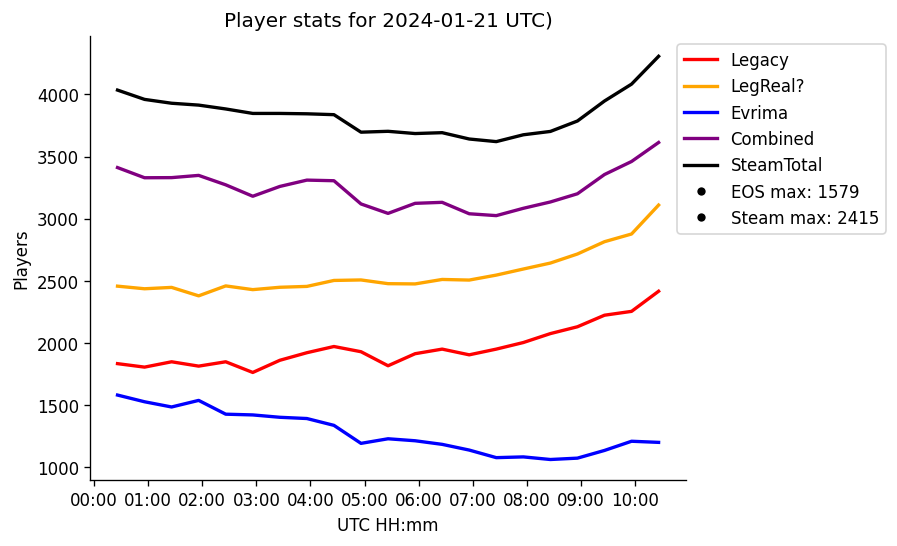 Player stats for 2024-01-21 UTC)
Legacy
LegReal?
Evrima
Combined
SteamTotal
EOS max: 1579
Steam max: 2415
Players
4000
3500
3000
2500
2000
1500
1000
00:00 01:00 02:00 03:00 04:00 05:00 06:00 07:00 08:00 09:00 10:00
UTC HH:mm